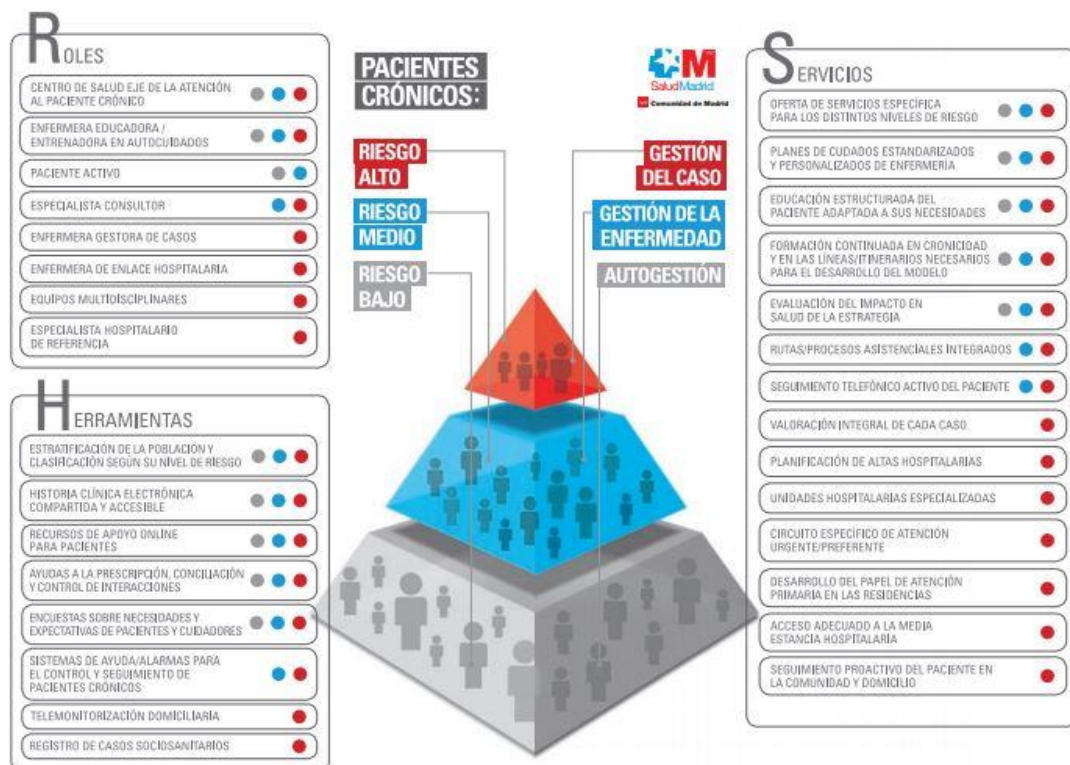 ROLES
CENTRO DE SALUD EJE DE LA ATENCIÓN
AL PACIENTE CRÓNICO
ENFERMERA EDUCADORA /
ENTRENADORA EN AUTOCUIDADOS
PACIENTE ACTIVO
ESPECIALISTA CONSULTOR
ENFERMERA GESTORA DE CASOS
ENFERMERA DE ENLACE HOSPITALARIA
EQUIPOS MULTIDISCIPLINARES
ESPECIALISTA HOSPITALARIO
DE REFERENCIA
HERRAMIENTAS
ESTRATIFICACIÓN DE LA POBLACIÓN Y
CLASIFICACIÓN SEGÚN SU NIVEL DE RIESGO
HISTORIA CLÍNICA ELECTRÓNICA
COMPARTIDA Y ACCESIBLE
RECURSOS DE APOYO ONLINE
PARA PACIENTES
AYUDAS A LA PRESCRIPCIÓN, CONCILIACIÓN
Y CONTROL DE INTERACCIONES
ENCUESTAS SOBRE NECESIDADES Y
EXPECTATIVAS DE PACIENTES Y CUIDADORES
SISTEMAS DE AYUDA/ALARMAS PARA
EL CONTROL Y SEGUIMIENTO DE
PACIENTES CRÓNICOS
TELEMONITORIZACIÓN DOMICILIARIA
REGISTRO DE CASOS SOCIOSANITARIOS
PACIENTES
CRÓNICOS:
M
SaludMadrid
Comunidad de Madrid
RIESGO
ALTO
RIESGO
MEDIO
RIESGO
BAJO
GESTIÓN
DEL CASO
GESTIÓN DE LA
ENFERMEDAD
AUTOGESTIÓN
SERVICIOS
OFERTA DE SERVICIOS ESPECÍFICA
PARA LOS DISTINTOS NIVELES DE RIESGO
PLANES DE CUDADOS ESTANDARIZADOS
Y PERSONALIZADOS DE ENFERMERÍA
EDUCACIÓN ESTRUCTURADA DEL
PACIENTE ADAPTADA A SUS NECESIDADES
FORMACIÓN CONTINUADA EN CRONICIDAD
Y EN LAS LÍNEAS/ITINERARIOS NECESARIOS
PARA EL DESARROLLO DEL MODELO
EVALUACIÓN DEL IMPACTO EN
SALUD DE LA ESTRATEGIA
RUTAS/PROCESOS ASISTENCIALES INTEGRADOS
SEGUIMIENTO TELEFÓNICO ACTIVO DEL PACIENTE
VALORACIÓN INTEGRAL DE CADA CASO
PLANIFICACIÓN DE ALTAS HOSPITALARIAS
UNIDADES HOSPITALARIAS ESPECIALIZADAS
CIRCUITO ESPECÍFICO DE ATENCIÓN
URGENTE/PREFERENTE
DESARROLLO DEL PAPEL DE ATENCIÓN
PRIMARIA EN LAS RESIDENCIAS
ACCESO ADECUADO A LA MEDIA
ESTANCIA HOSPITALARIA
SEGUIMIENTO PROACTIVO DEL PACIENTE EN
LA COMUNIDAD Y DOMICILIO